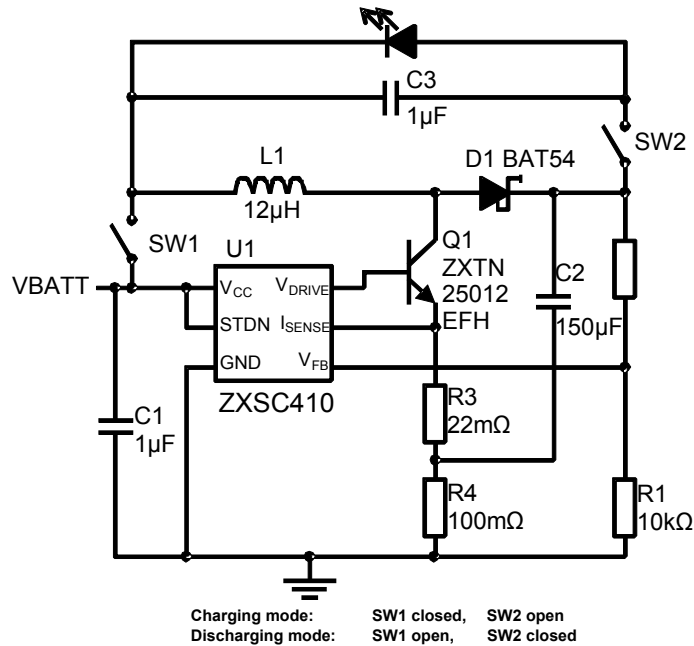 C3
1µF
SW2
L1
12µH
D1 BAT54
SW1
U1
Q1
ZXTN
25012
EFH
VBATT
VCC
VDRIVE
STDN
ISENSE
GND
VFB
ZXSC410
C2
150µF
C1
1µF
R3
22mΩ
R4
100mΩ
R1
10kΩ
Charging mode: SW1 closed, SW2 open
Discharging mode: SW1 open, SW2 closed